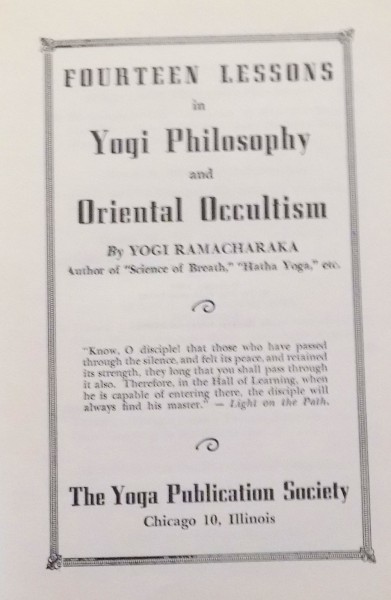 FOURTEEN LESSONS
in
Yogi Philosophy
and
Oriental Occultism
By YOGI RAMACHARAKA
Author of "Science of Breath," "Hatha Yoga," etc.
"Know, O disciple! that those who have passed
through the silence, and felt its peace, and retained
its strength, they long that you shall pass through
it also. Therefore, in the Hall of Learning, when
he is capable of entering there, the disciple will
always find his master." — Light on the Path.
The Yoga Publication Society
Chicago 10, Illinois